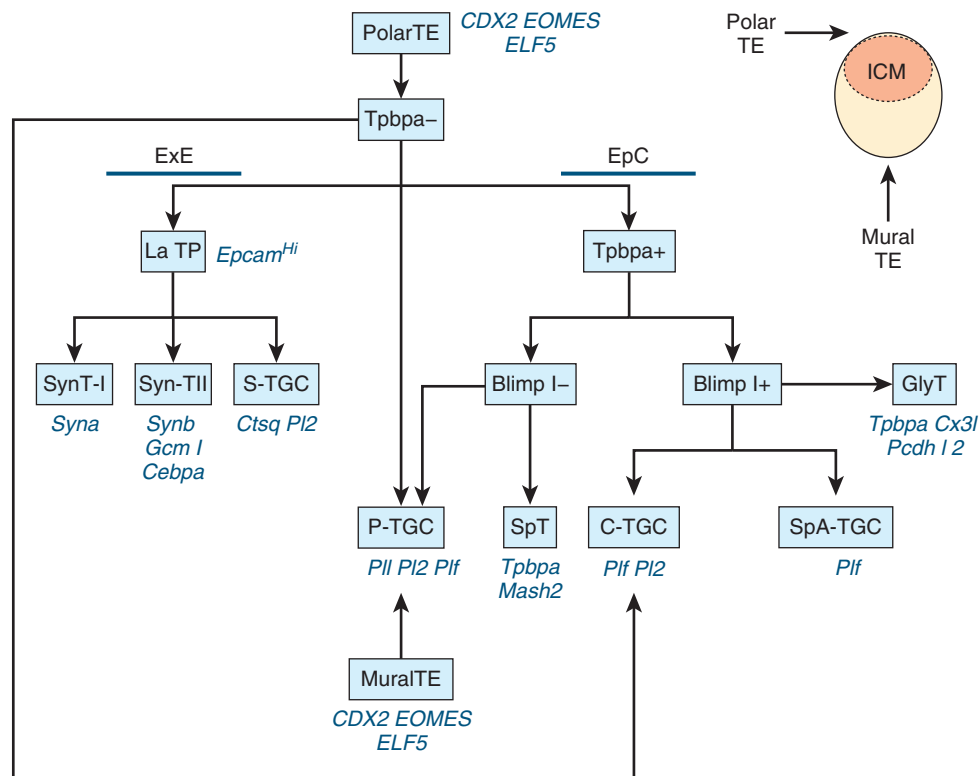 PolarTE
CDX2 EOMES
ELF5
Polar
TE
ICM
Tpbpa–
ExE
EpC
Mural
TE
La TP
Epcam^Hi
Tpbpa+
SynT-I
Syn-TII
S-TGC
Blimp I–
Blimp I+
GlyT
Syna
Synb
Gcm I
Cebpa
Ctsq Pl2
Tpbpa Cx3l
Pcdh l 2
P-TGC
SpT
C-TGC
SpA-TGC
Pll Pl2 Plf
Tpbpa
Mash2
Plf Pl2
Plf
MuralTE
CDX2 EOMES
ELF5